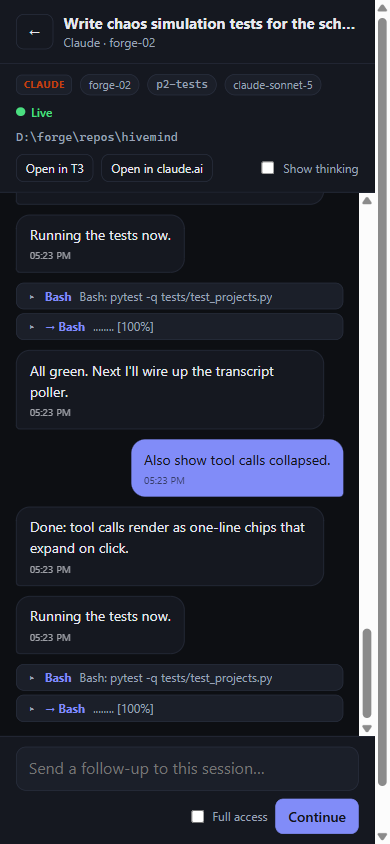 ←
Write chaos simulation tests for the sch...
Claude · forge-02
CLAUDE forge-02 p2-tests claude-sonnet-5
Live
D:\forge\repos\hivemind
Open in T3 Open in claude.ai Show thinking
Running the tests now.
05:23 PM
▸ Bash Bash: pytest -q tests/test_projects.py
▸ → Bash ........ [100%]
All green. Next I'll wire up the transcript
poller.
05:23 PM
Also show tool calls collapsed.
05:23 PM
Done: tool calls render as one-line chips that
expand on click.
05:23 PM
Running the tests now.
05:23 PM
▸ Bash Bash: pytest -q tests/test_projects.py
▸ → Bash ........ [100%]
Send a follow-up to this session...
Full access Continue